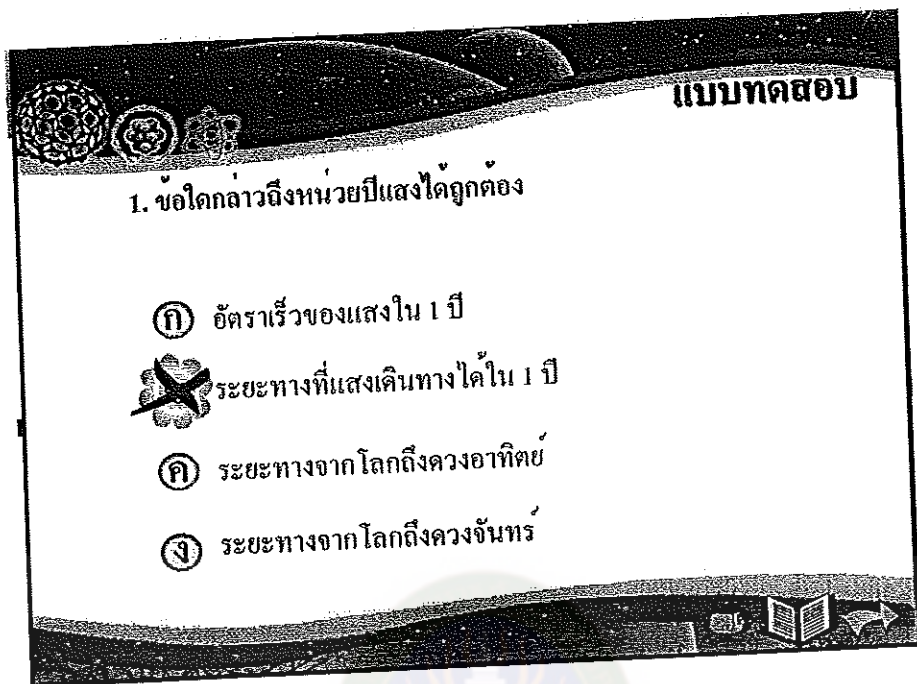 แบบทดสอบ
1. ข้อใดกล่าวถึงหน่วยปีแสงได้ถูกต้อง
ก อัตราเร็วของแสงใน 1 ปี
ระยะทางที่แสงเดินทางได้ใน 1 ปี
ค ระยะทางจากโลกถึงดวงอาทิตย์
ง ระยะทางจากโลกถึงดวงจันทร์